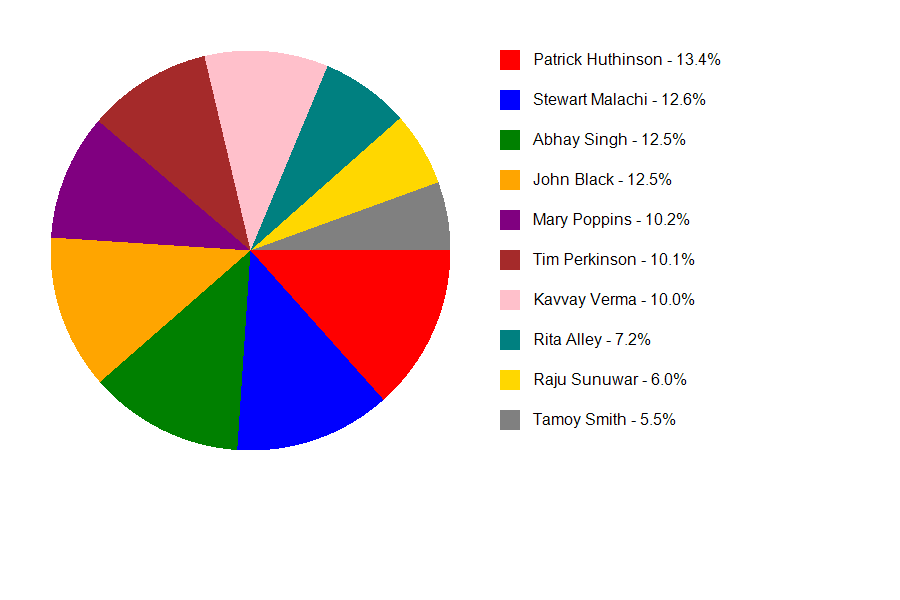 Patrick Huthinson - 13.4%
Stewart Malachi - 12.6%
Abhay Singh - 12.5%
John Black - 12.5%
Mary Poppins - 10.2%
Tim Perkinson - 10.1%
Kavvay Verma - 10.0%
Rita Alley - 7.2%
Raju Sunuwar - 6.0%
Tamoy Smith - 5.5%